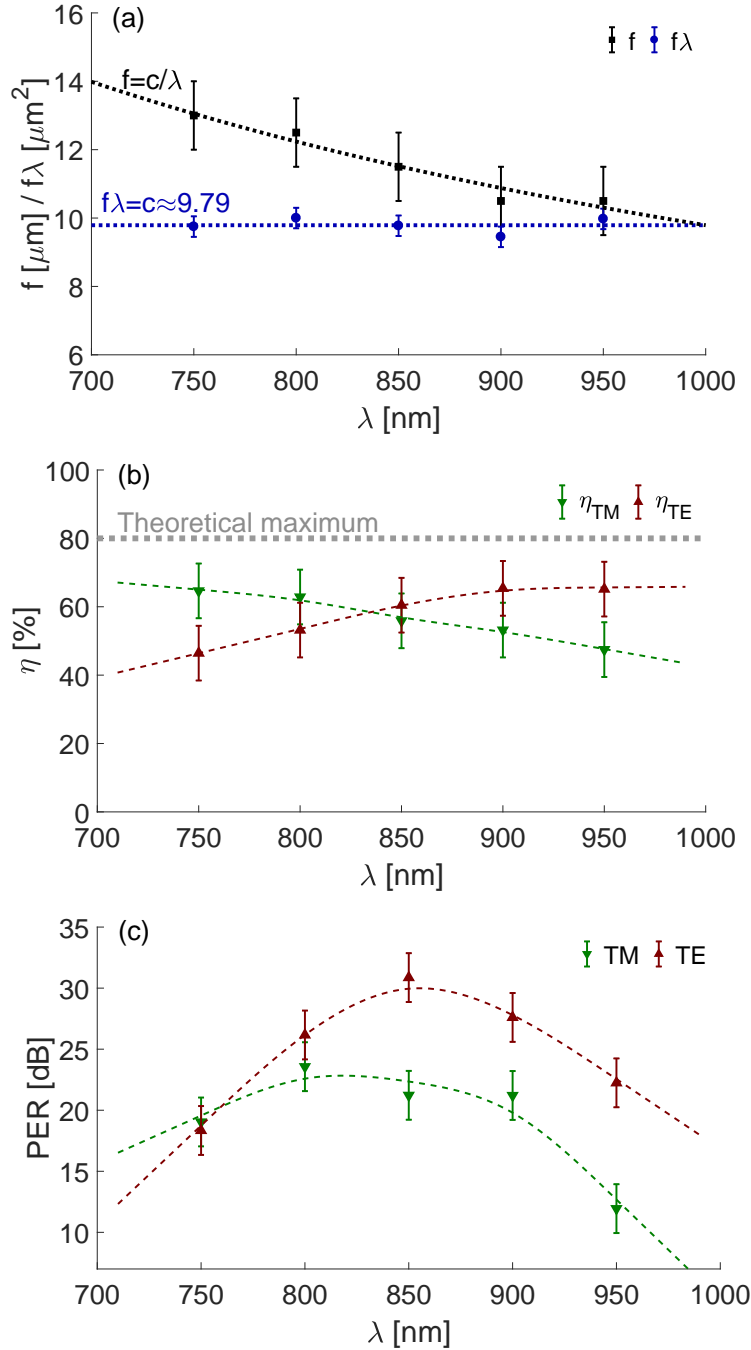 (a)
f fλ
f=c/λ
fλ=c≈9.79
f [μm] / fλ [μm²]
16
14
12
10
8
6
700 750 800 850 900 950 1000
λ [nm]
(b)
η_TM η_TE
Theoretical maximum
η [%]
100
80
60
40
20
0
700 750 800 850 900 950 1000
λ [nm]
(c)
TM TE
PER [dB]
35
30
25
20
15
10
700 750 800 850 900 950 1000
λ [nm]